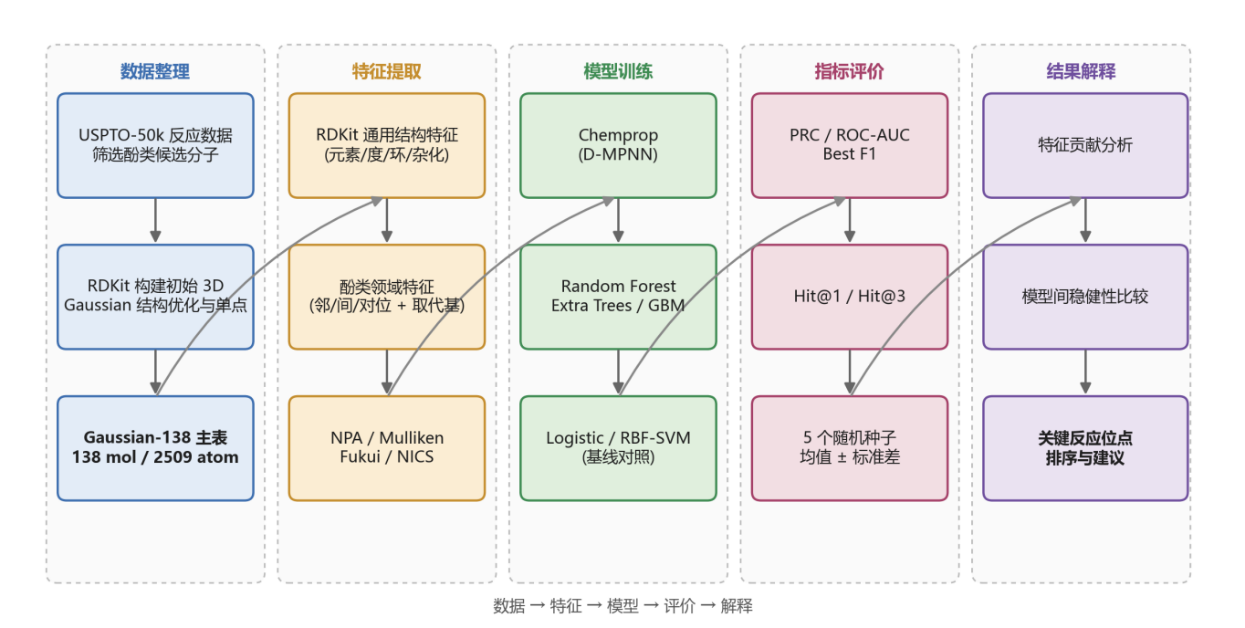 数据整理
USPTO-50k 反应数据
筛选酚类候选分子
RDKit 构建初始 3D
Gaussian 结构优化与单点
Gaussian-138 主表
138 mol / 2509 atom
特征提取
RDKit 通用结构特征
(元素/度/环/杂化)
酚类领域特征
(邻/间/对位 + 取代基)
NPA / Mulliken
Fukui / NICS
模型训练
Chemprop
(D-MPNN)
Random Forest
Extra Trees / GBM
Logistic / RBF-SVM
(基线对照)
指标评价
PRC / ROC-AUC
Best F1
Hit@1 / Hit@3
5 个随机种子
均值 ± 标准差
结果解释
特征贡献分析
模型间稳健性比较
关键反应位点
排序与建议
数据 → 特征 → 模型 → 评价 → 解释